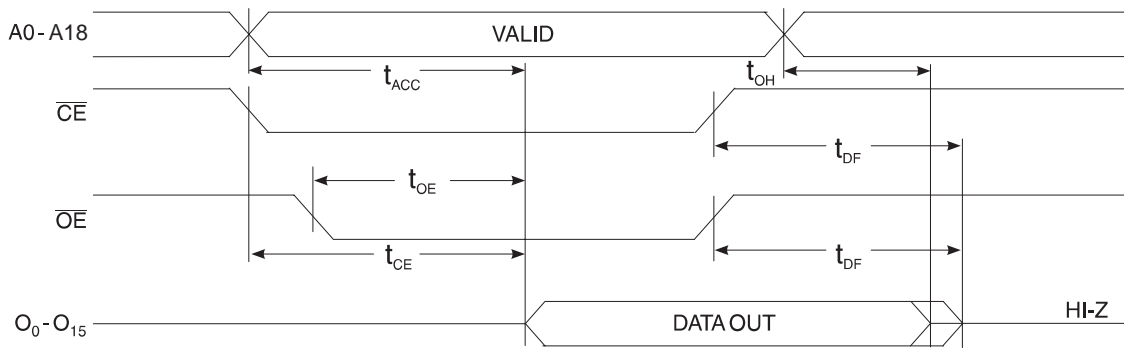 A0 - A18
VALID
tACC
tOH
CE
tDF
tOE
OE
tCE
tDF
O0 - O15
DATA OUT
HI-Z